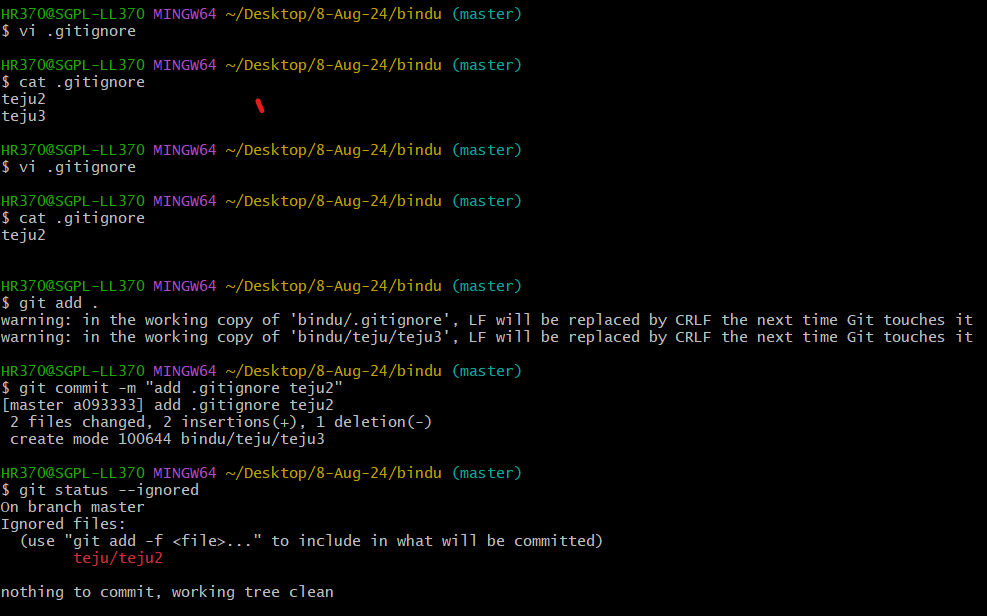 HR370@SGPL-LL370 MINGW64 ~/Desktop/8-Aug-24/bindu (master)
$ vi .gitignore
HR370@SGPL-LL370 MINGW64 ~/Desktop/8-Aug-24/bindu (master)
$ cat .gitignore
teju2
teju3
HR370@SGPL-LL370 MINGW64 ~/Desktop/8-Aug-24/bindu (master)
$ vi .gitignore
HR370@SGPL-LL370 MINGW64 ~/Desktop/8-Aug-24/bindu (master)
$ cat .gitignore
teju2
HR370@SGPL-LL370 MINGW64 ~/Desktop/8-Aug-24/bindu (master)
$ git add .
warning: in the working copy of 'bindu/.gitignore', LF will be replaced by CRLF the next time Git touches it
warning: in the working copy of 'bindu/teju/teju3', LF will be replaced by CRLF the next time Git touches it
HR370@SGPL-LL370 MINGW64 ~/Desktop/8-Aug-24/bindu (master)
$ git commit -m "add .gitignore teju2"
[master a093333] add .gitignore teju2
 2 files changed, 2 insertions(+), 1 deletion(-)
 create mode 100644 bindu/teju/teju3
HR370@SGPL-LL370 MINGW64 ~/Desktop/8-Aug-24/bindu (master)
$ git status --ignored
On branch master
Ignored files:
  (use "git add -f <file>..." to include in what will be committed)
        teju/teju2
nothing to commit, working tree clean